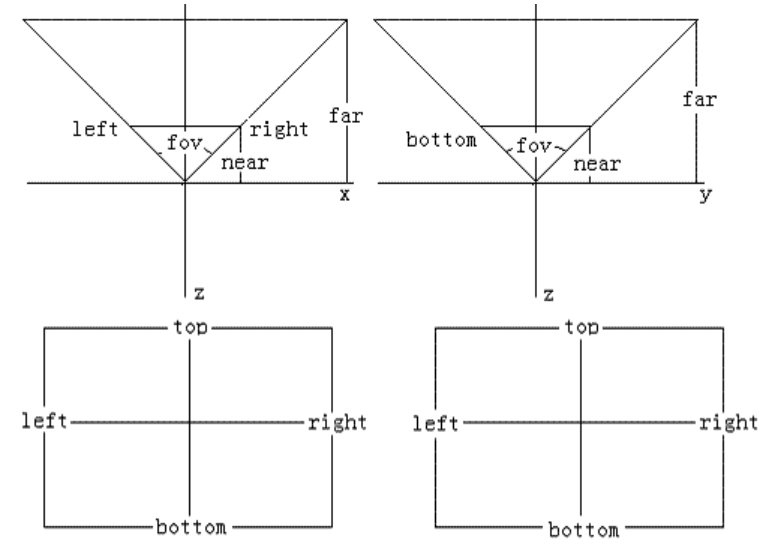 left
fov
right
far
near
x
z
bottom
fov
far
near
y
z
top
left
right
bottom
top
left
right
bottom